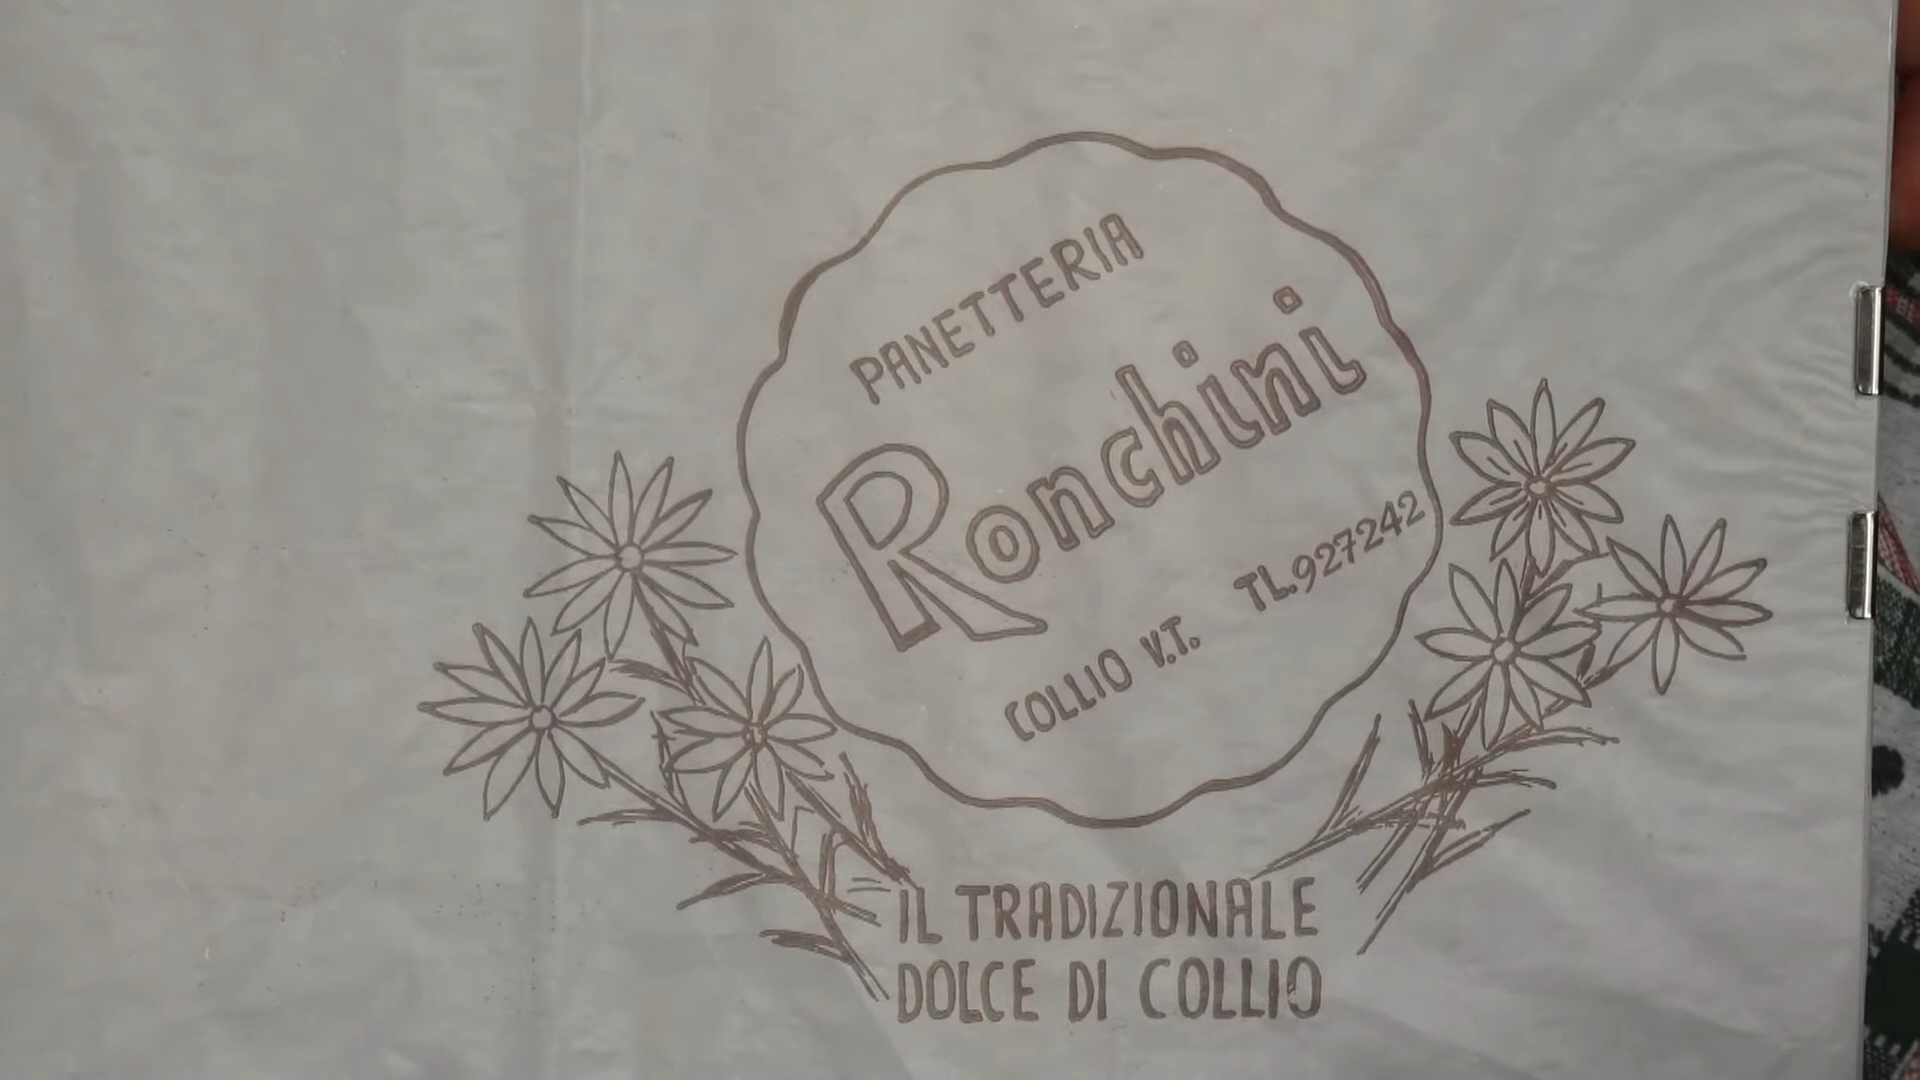 PANETTERIA
Ronchini
COLLIO V.T. TL.927242
IL TRADIZIONALE
DOLCE DI COLLIO